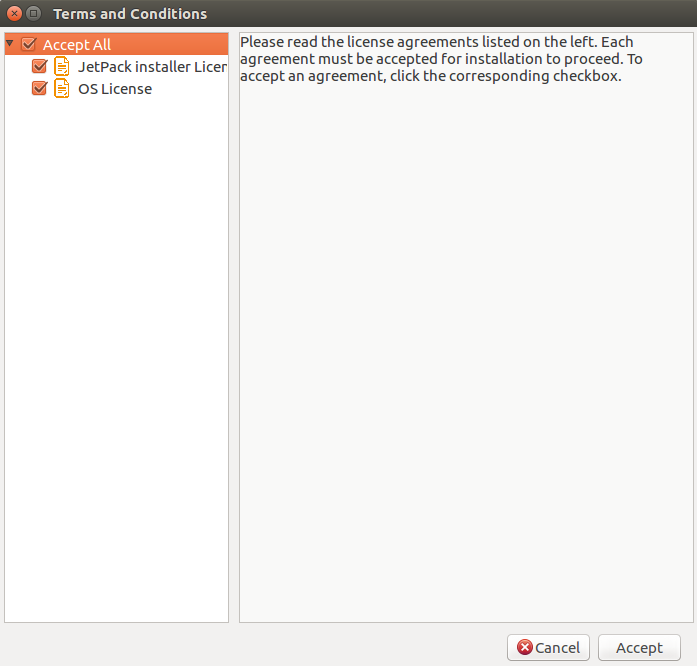 Terms and Conditions
Accept All
JetPack installer Licer
OS License
Please read the license agreements listed on the left. Each
agreement must be accepted for installation to proceed. To
accept an agreement, click the corresponding checkbox.
Cancel
Accept